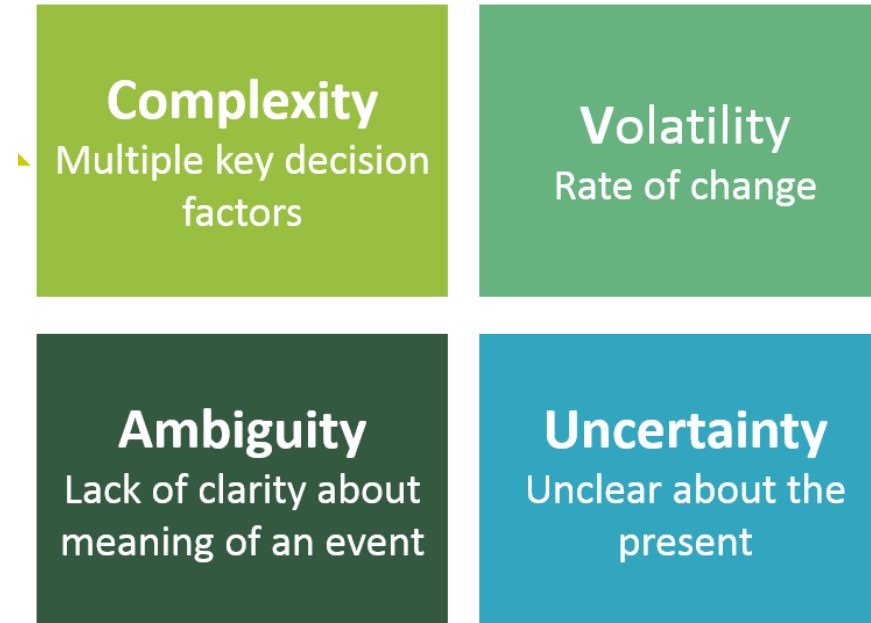 Complexity
Multiple key decision
factors
Volatility
Rate of change
Ambiguity
Lack of clarity about
meaning of an event
Uncertainty
Unclear about the
present